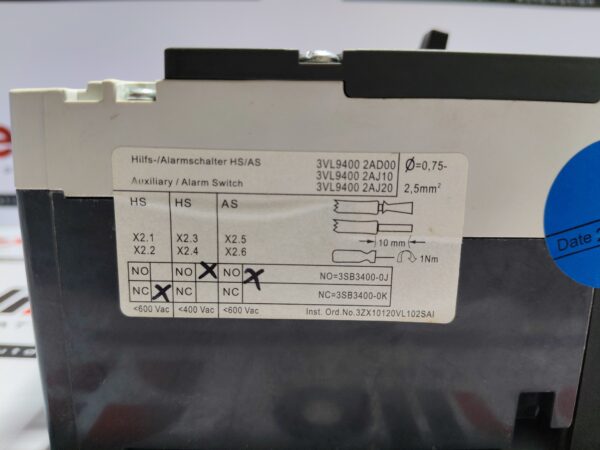 Hilfs-/Alarmschalter HS/AS 3VL9400 2AD00 Ø=0,75-
3VL9400 2AJ10
Auxiliary / Alarm Switch 3VL9400 2AJ20 2,5mm²
HS HS AS
X2.1 X2.3 X2.5
X2.2 X2.4 X2.6
10 mm
1Nm
NO NO X NO X NO=3SB3400-0J
NC X NC NC NC=3SB3400-0K
<600 Vac <400 Vac <600 Vac Inst. Ord.No.3ZX10120VL102SAI
Date 2